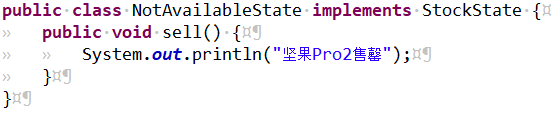 public class NotAvailableState implements StockState {
    public void sell() {
        System.out.println("坚果Pro2售罄");
    }
}